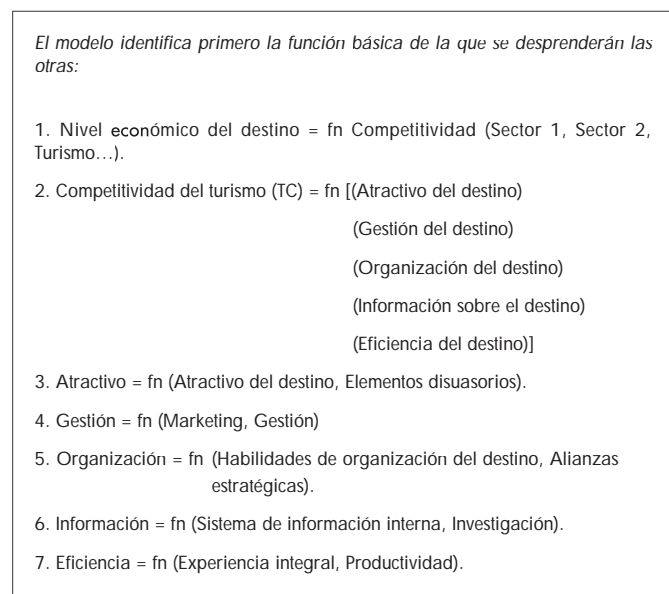 El modelo identifica primero la función básica de la que se desprenderán las
otras:
1. Nivel económico del destino = fn Competitividad (Sector 1, Sector 2,
Turismo…).
2. Competitividad del turismo (TC) = fn [(Atractivo del destino)
(Gestión del destino)
(Organización del destino)
(Información sobre el destino)
(Eficiencia del destino)]
3. Atractivo = fn (Atractivo del destino, Elementos disuasorios).
4. Gestión = fn (Marketing, Gestión)
5. Organización = fn (Habilidades de organización del destino, Alianzas
estratégicas).
6. Información = fn (Sistema de información interna, Investigación).
7. Eficiencia = fn (Experiencia integral, Productividad).